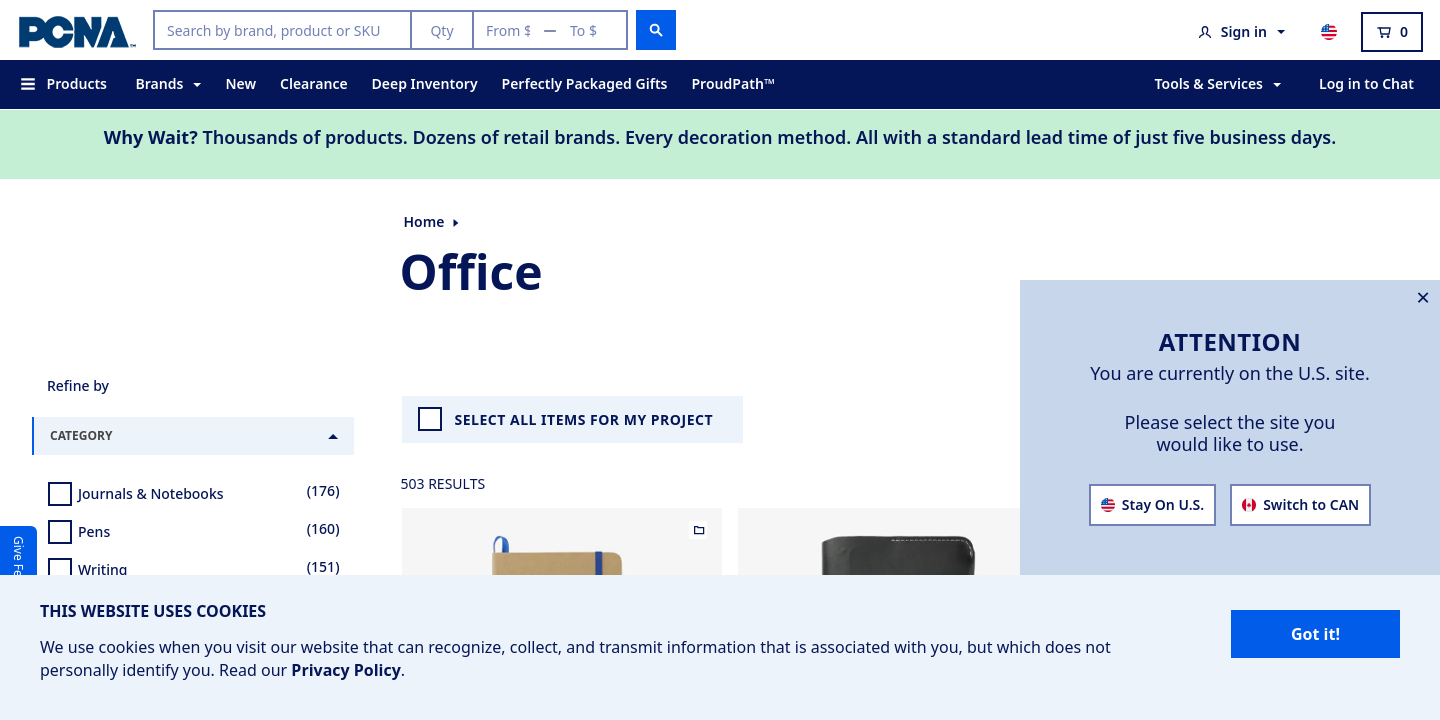 PCNA™
Search by brand, product or SKU
Qty
From $ — To $
Sign in
0
Products
Brands
New
Clearance
Deep Inventory
Perfectly Packaged Gifts
ProudPath™
Tools & Services
Log in to Chat
Why Wait? Thousands of products. Dozens of retail brands. Every decoration method. All with a standard lead time of just five business days.
Home
Office
ATTENTION
You are currently on the U.S. site.
Please select the site you
would like to use.
Stay On U.S.
Switch to CAN
Refine by
CATEGORY
SELECT ALL ITEMS FOR MY PROJECT
503 RESULTS
Journals & Notebooks (176)
Pens (160)
Writing (151)
Give Fe
THIS WEBSITE USES COOKIES
We use cookies when you visit our website that can recognize, collect, and transmit information that is associated with you, but which does not
personally identify you. Read our Privacy Policy.
Got it!